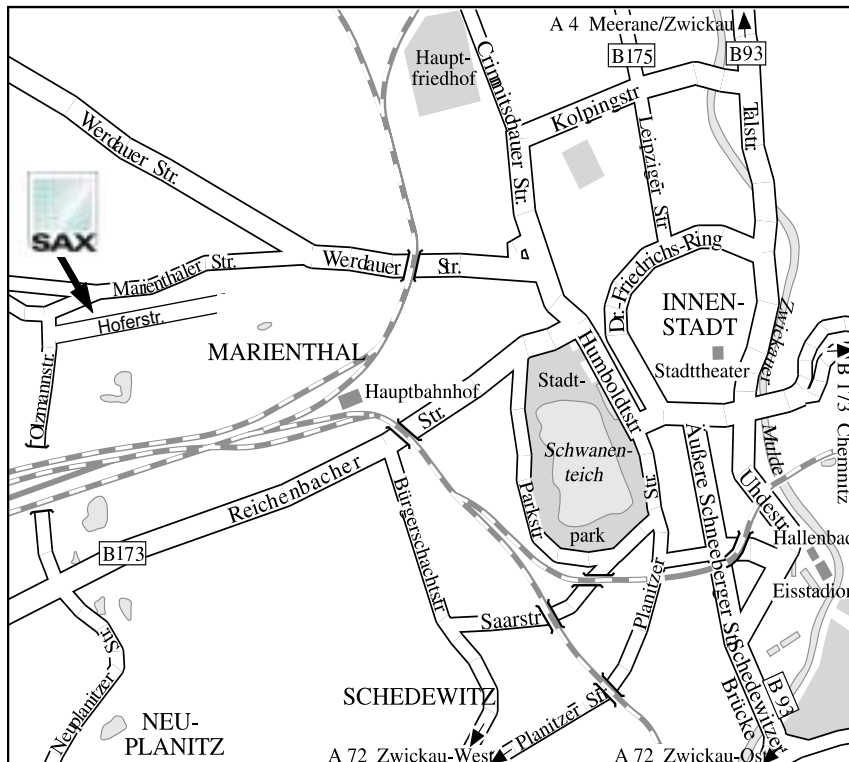 A 4 Meerane/Zwickau
B175
B93
Haupt-
friedhof
Crimmitschauer Str.
Kolpingstr
Leipziger Str
Talstr.
Werdauer Str.
SAX
Marienthaler Str.
Werdauer Str.
Hoferstr.
Dr.-Friedrichs-Ring
INNEN-
STADT
Zwickauer Mulde
MARIENTHAL
Humboldtstr
Stadttheater
Olzmannstr.
Hauptbahnhof
Stadt-
park
B 173 Chemnitz
Schwanen-
teich
Str.
Äußere Schneeberger Str
Reichenbacher Str.
Bürgerschachtstr
Parkstr
Uhdestr
B173
Hallenbad
Eisstadion
Planitzer Str.
Saarstr
Neuplanitzer Str.
SCHEDEWITZ
Schedewitzer
Brücke
B 93
NEU-
PLANITZ
Planitzer Str
A 72 Zwickau-West
A 72 Zwickau-Ost